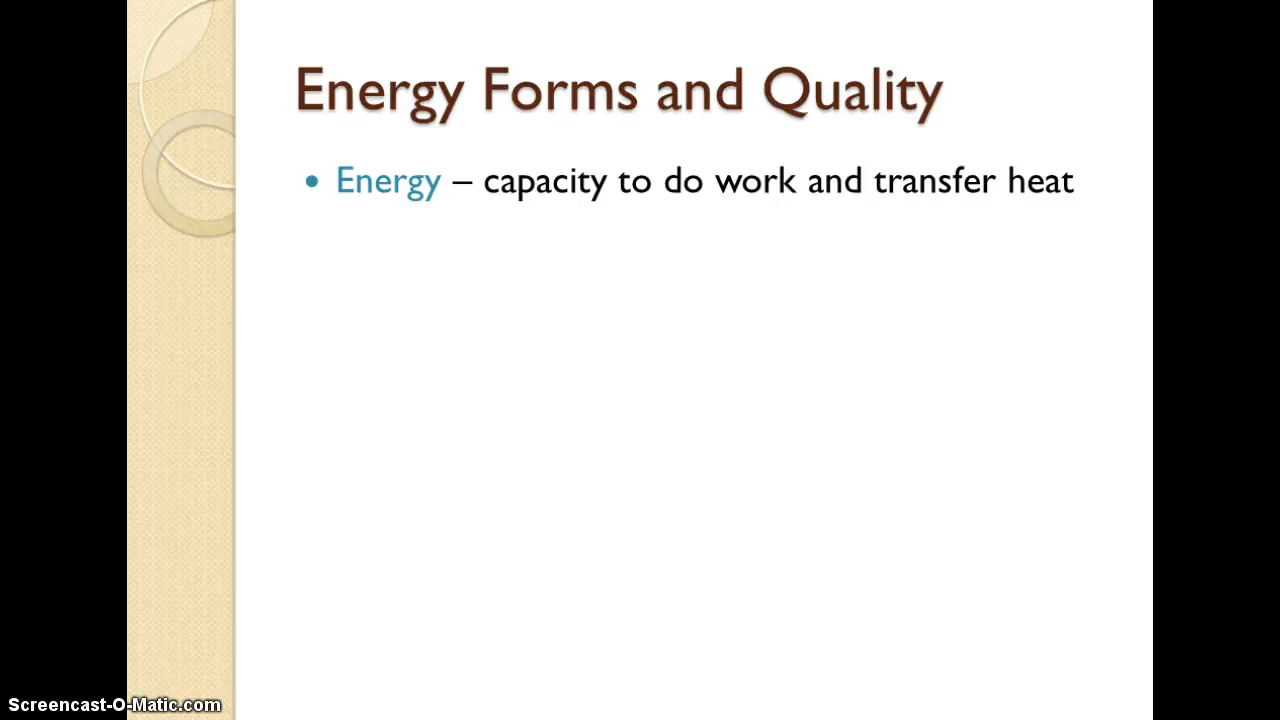 Energy Forms and Quality
• Energy – capacity to do work and transfer heat
Screencast-O-Matic.com